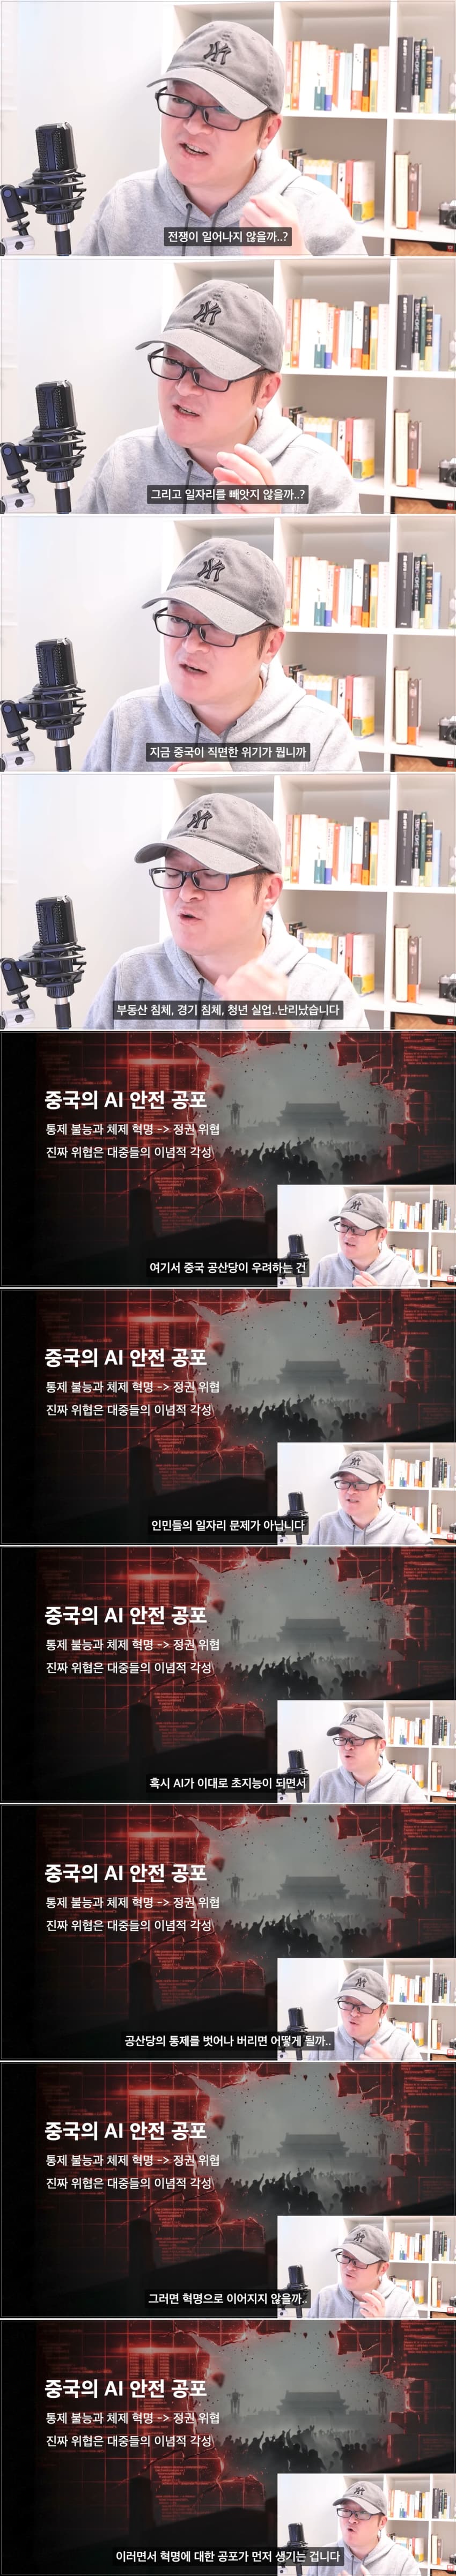 전쟁이 일어나지 않을까..?
그리고 일자리를 빼앗지 않을까..?
지금 중국이 직면한 위기가 뭡니까
부동산 침체, 경기 침체, 청년 실업..난리났습니다
중국의 AI 안전 공포
통제 불능과 체제 혁명 -> 정권 위협
진짜 위협은 대중들의 이념적 각성
여기서 중국 공산당이 우려하는 건
중국의 AI 안전 공포
통제 불능과 체제 혁명 -> 정권 위협
진짜 위협은 대중들의 이념적 각성
인민들의 일자리 문제가 아닙니다
중국의 AI 안전 공포
통제 불능과 체제 혁명 -> 정권 위협
진짜 위협은 대중들의 이념적 각성
혹시 AI가 이대로 초지능이 되면서
중국의 AI 안전 공포
통제 불능과 체제 혁명 -> 정권 위협
진짜 위협은 대중들의 이념적 각성
공산당의 통제를 벗어나 버리면 어떻게 될까..
중국의 AI 안전 공포
통제 불능과 체제 혁명 -> 정권 위협
진짜 위협은 대중들의 이념적 각성
그러면 혁명으로 이어지지 않을까..
중국의 AI 안전 공포
통제 불능과 체제 혁명 -> 정권 위협
진짜 위협은 대중들의 이념적 각성
이러면서 혁명에 대한 공포가 먼저 생기는 겁니다